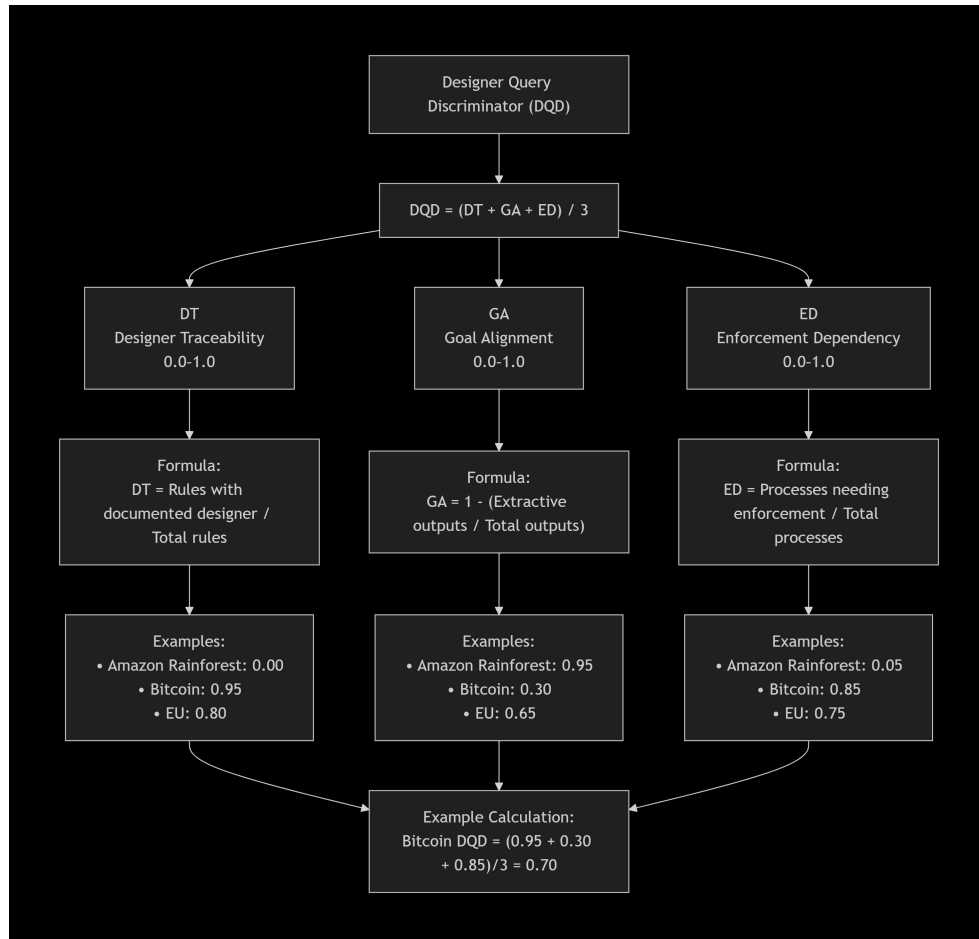 Designer Query
Discriminator (DQD)
DQD = (DT + GA + ED) / 3
DT
Designer Traceability
0.0-1.0
GA
Goal Alignment
0.0-1.0
ED
Enforcement Dependency
0.0-1.0
Formula:
DT = Rules with
documented designer /
Total rules
Formula:
GA = 1 - (Extractive
outputs / Total outputs)
Formula:
ED = Processes needing
enforcement / Total
processes
Examples:
• Amazon Rainforest: 0.00
• Bitcoin: 0.95
• EU: 0.80
Examples:
• Amazon Rainforest: 0.95
• Bitcoin: 0.30
• EU: 0.65
Examples:
• Amazon Rainforest: 0.05
• Bitcoin: 0.85
• EU: 0.75
Example Calculation:
Bitcoin DQD = (0.95 + 0.30
+ 0.85)/3 = 0.70